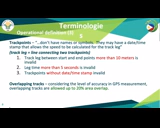 Terminologie
Operational definition
Trackpoints – "…don't have names or symbols. They may have a date/time
stamp that allows the speed to be calculated for the track leg"
(track leg = line connecting two trackpoints)
1. Track leg between start and end points more than 10 meters is
invalid
2. Leg time more than 5 seconds is invalid
3. Trackpoints without date/time stamp invalid
Overlapping tracks – considering the level of accuracy in GPS measurement,
overlapping tracks are allowed up to 20% area overlap.